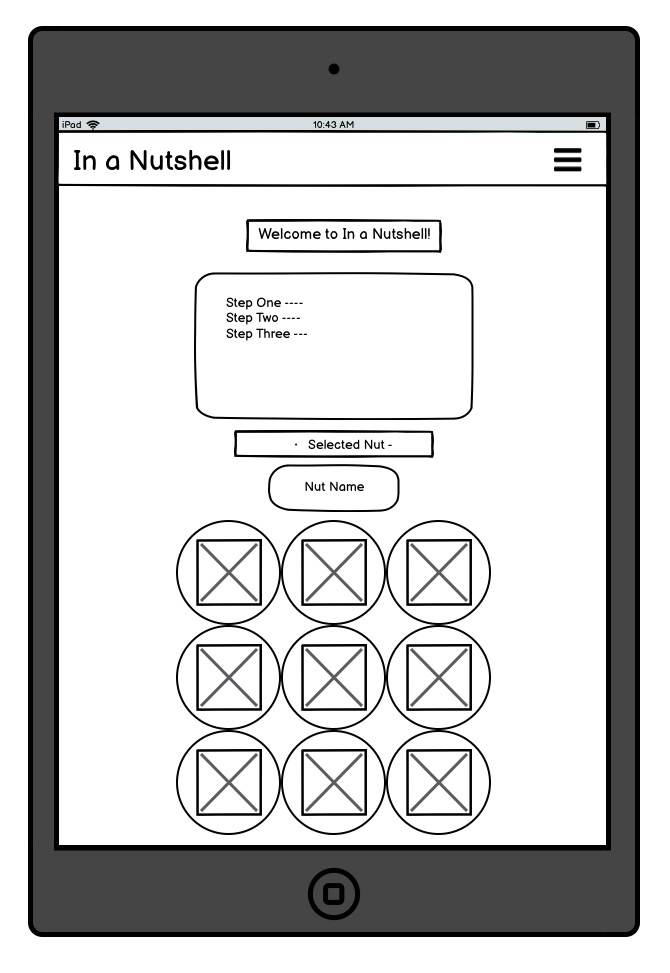 iPad
10:43 AM
In a Nutshell
Welcome to In a Nutshell!
Step One ----
Step Two ----
Step Three ---
· Selected Nut -
Nut Name